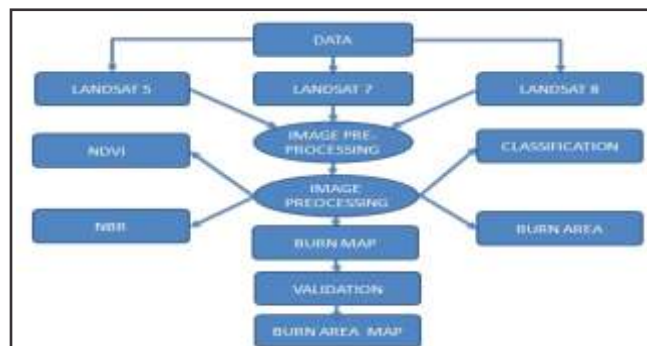 DATA
LANDSAT 5
LANDSAT 7
LANDSAT 8
IMAGE PRE-
PROCESSING
NDVI
CLASSIFICATION
IMAGE
PREOCESSING
NBR
BURN AREA
BURN MAP
VALIDATION
BURN AREA MAP